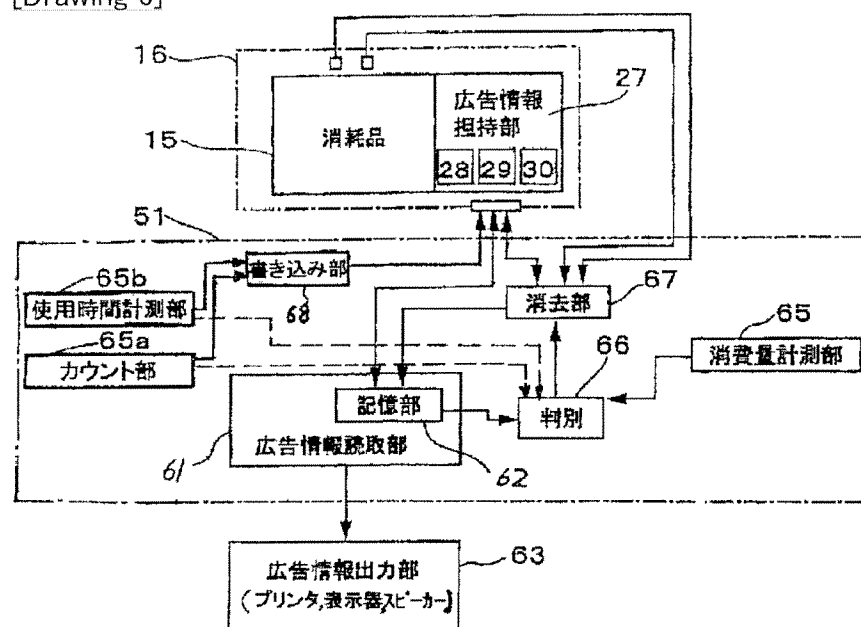 16
15
消耗品
広告情報
担持部
28 29 30
27
51
65b
使用時間計測部
65a
カウント部
書き込み部
68
消去部
67
65
消費量計測部
66
判別
記憶部
広告情報読取部
61
62
広告情報出力部
(プリンタ,表示器,スピーカー)
63